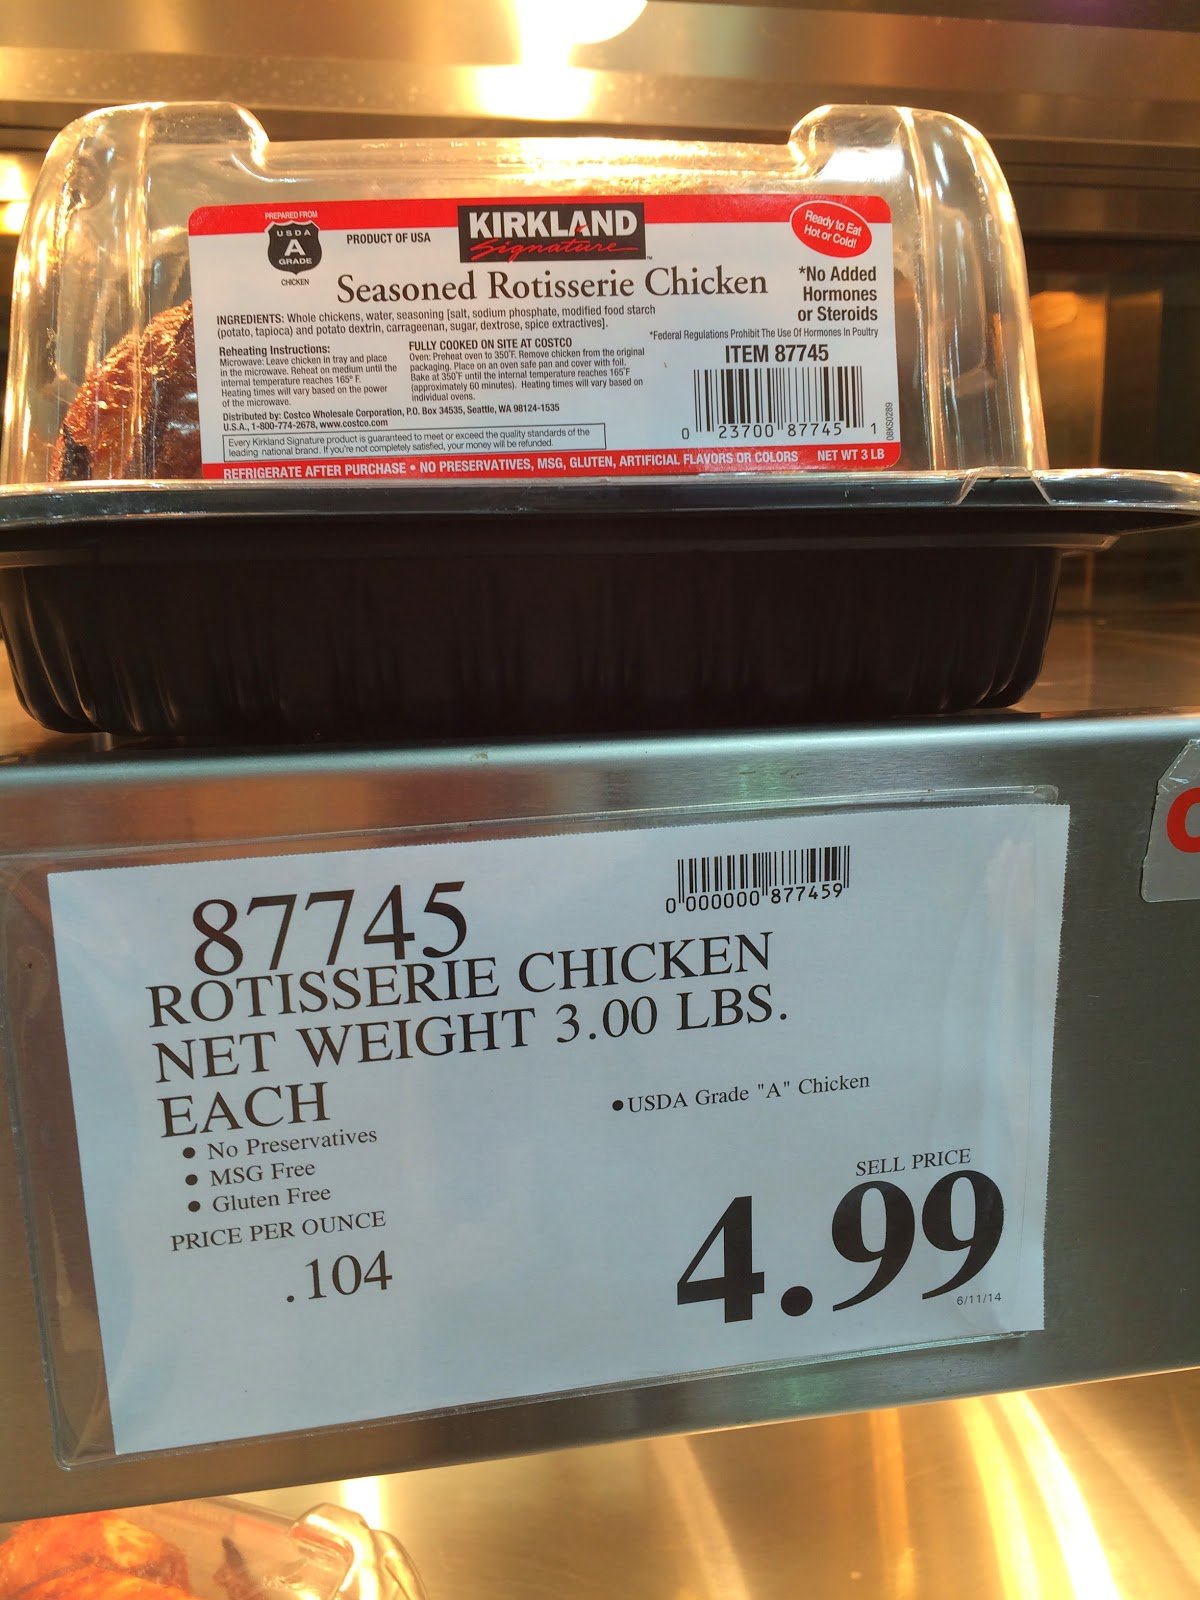 PREPARED FROM
USDA
A
GRADE
CHICKEN
PRODUCT OF USA
KIRKLAND
Signature
Ready to Eat
Hot or Cold!
Seasoned Rotisserie Chicken
*No Added
Hormones
or Steroids
INGREDIENTS: Whole chickens, water, seasoning [salt, sodium phosphate, modified food starch
(potato, tapioca) and potato dextrin, carrageenan, sugar, dextrose, spice extractives].
*Federal Regulations Prohibit The Use Of Hormones In Poultry
Reheating Instructions:
Microwave: Leave chicken in tray and place
in the microwave. Reheat on medium until the
internal temperature reaches 165° F.
Heating times will vary based on the power
of the microwave.
FULLY COOKED ON SITE AT COSTCO
Oven: Preheat oven to 350°F. Remove chicken from the original
packaging. Place on an oven safe pan and cover with foil.
Bake at 350°F until the internal temperature reaches 165°F
(approximately 60 minutes). Heating times will vary based on
individual ovens.
ITEM 87745
0 23700 87745 1
08KS0289
Distributed by: Costco Wholesale Corporation, P.O. Box 34535, Seattle, WA 98124-1535
U.S.A., 1-800-774-2678, www.costco.com
Every Kirkland Signature product is guaranteed to meet or exceed the quality standards of the
leading national brand. If you're not completely satisfied, your money will be refunded.
REFRIGERATE AFTER PURCHASE • NO PRESERVATIVES, MSG, GLUTEN, ARTIFICIAL FLAVORS OR COLORS NET WT 3 LB
87745
0 000000 877459
ROTISSERIE CHICKEN
NET WEIGHT 3.00 LBS.
EACH
• No Preservatives
• MSG Free
• Gluten Free
• USDA Grade "A" Chicken
PRICE PER OUNCE
.104
SELL PRICE
4.99
6/11/14